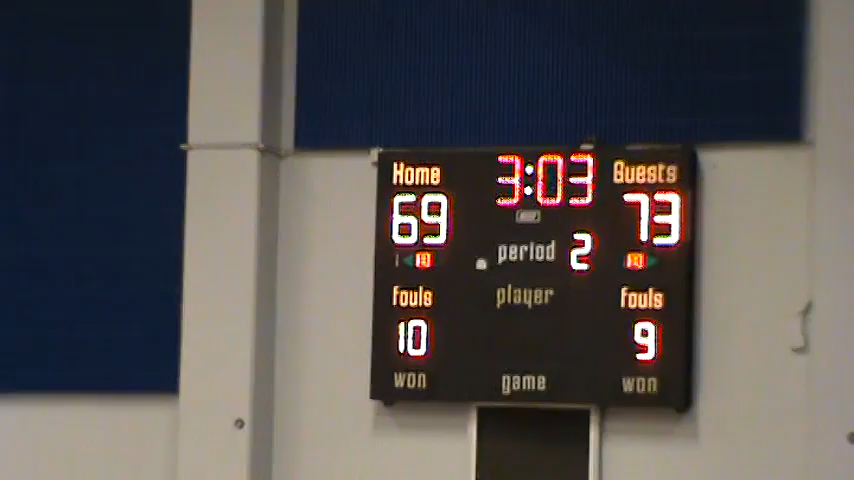 Home 3:03 Guests
69 73
period 2
fouls player fouls
10 9
won game won